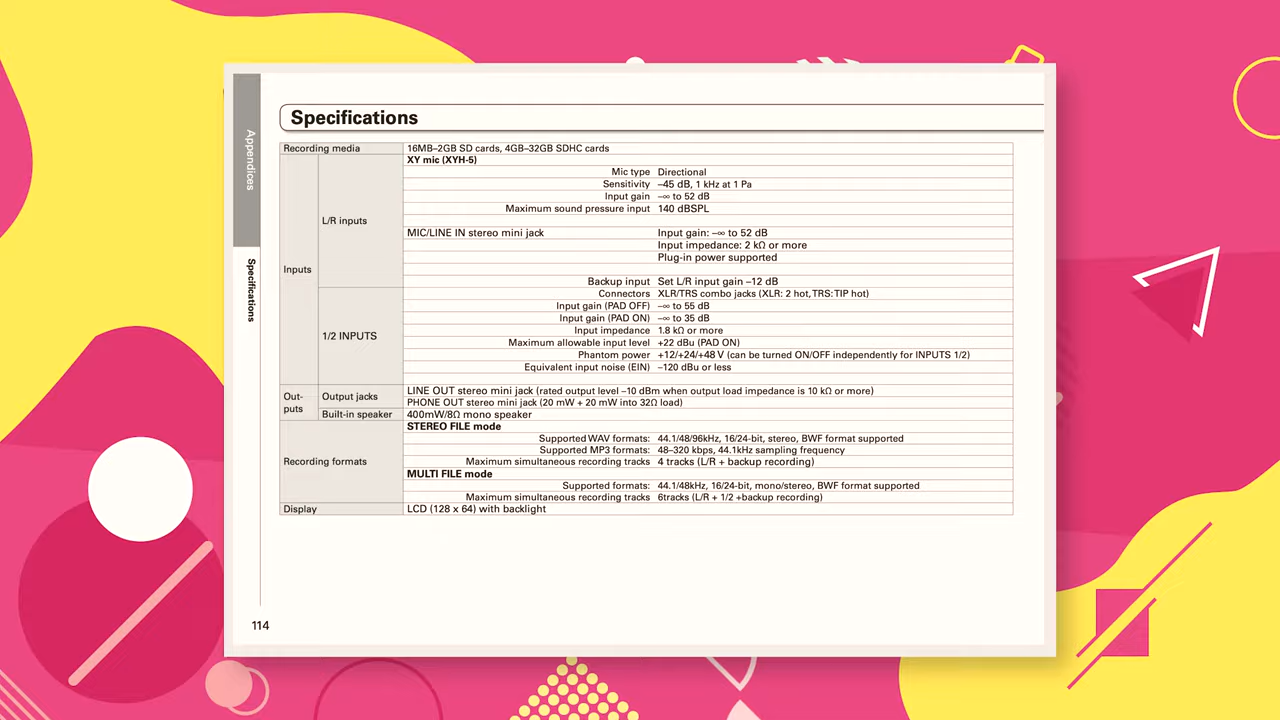 Appendices
Specifications
Specifications
Recording media 16MB–2GB SD cards, 4GB–32GB SDHC cards
Inputs
L/R inputs
XY mic (XYH-5)
Mic type Directional
Sensitivity –45 dB, 1 kHz at 1 Pa
Input gain –∞ to 52 dB
Maximum sound pressure input 140 dBSPL
MIC/LINE IN stereo mini jack Input gain: –∞ to 52 dB
Input impedance: 2 kΩ or more
Plug-in power supported
Backup input Set L/R input gain –12 dB
1/2 INPUTS
Connectors XLR/TRS combo jacks (XLR: 2 hot, TRS: TIP hot)
Input gain (PAD OFF) –∞ to 55 dB
Input gain (PAD ON) –∞ to 35 dB
Input impedance 1.8 kΩ or more
Maximum allowable input level +22 dBu (PAD ON)
Phantom power +12/+24/+48 V (can be turned ON/OFF independently for INPUTS 1/2)
Equivalent input noise (EIN) –120 dBu or less
Out-
puts
Output jacks
LINE OUT stereo mini jack (rated output level –10 dBm when output load impedance is 10 kΩ or more)
PHONE OUT stereo mini jack (20 mW + 20 mW into 32Ω load)
Built-in speaker 400mW/8Ω mono speaker
Recording formats
STEREO FILE mode
Supported WAV formats: 44.1/48/96kHz, 16/24-bit, stereo, BWF format supported
Supported MP3 formats: 48–320 kbps, 44.1kHz sampling frequency
Maximum simultaneous recording tracks 4 tracks (L/R + backup recording)
MULTI FILE mode
Supported formats: 44.1/48kHz, 16/24-bit, mono/stereo, BWF format supported
Maximum simultaneous recording tracks 6tracks (L/R + 1/2 +backup recording)
Display LCD (128 x 64) with backlight
114